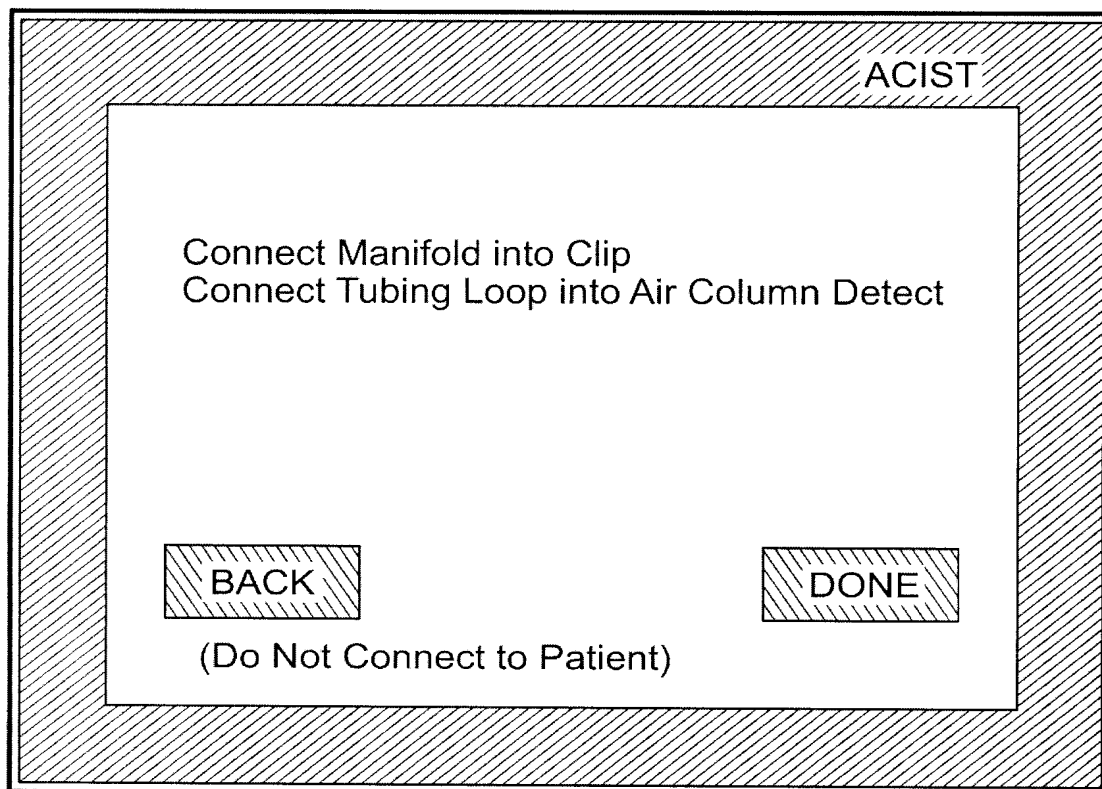 ACIST
Connect Manifold into Clip
Connect Tubing Loop into Air Column Detect
BACK
DONE
(Do Not Connect to Patient)